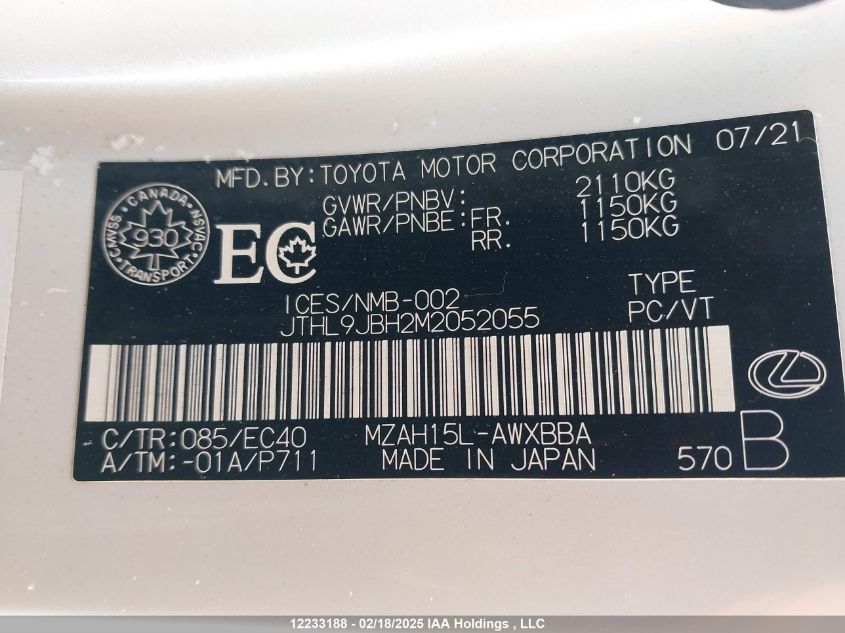 MFD.BY:TOYOTA MOTOR CORPORATION 07/21
GVWR/PNBV: 2110KG
GAWR/PNBE:FR. 1150KG
RR. 1150KG
CANADA
CMVSS NSVAC
930
TRANSPORT
EC
ICES/NMB-002
JTHL9JBH2M2052055
TYPE
PC/VT
C/TR:085/EC40
A/TM:-01A/P711
MZAH15L-AWXBBA
MADE IN JAPAN
570 B
12233188 - 02/18/2025 IAA Holdings , LLC